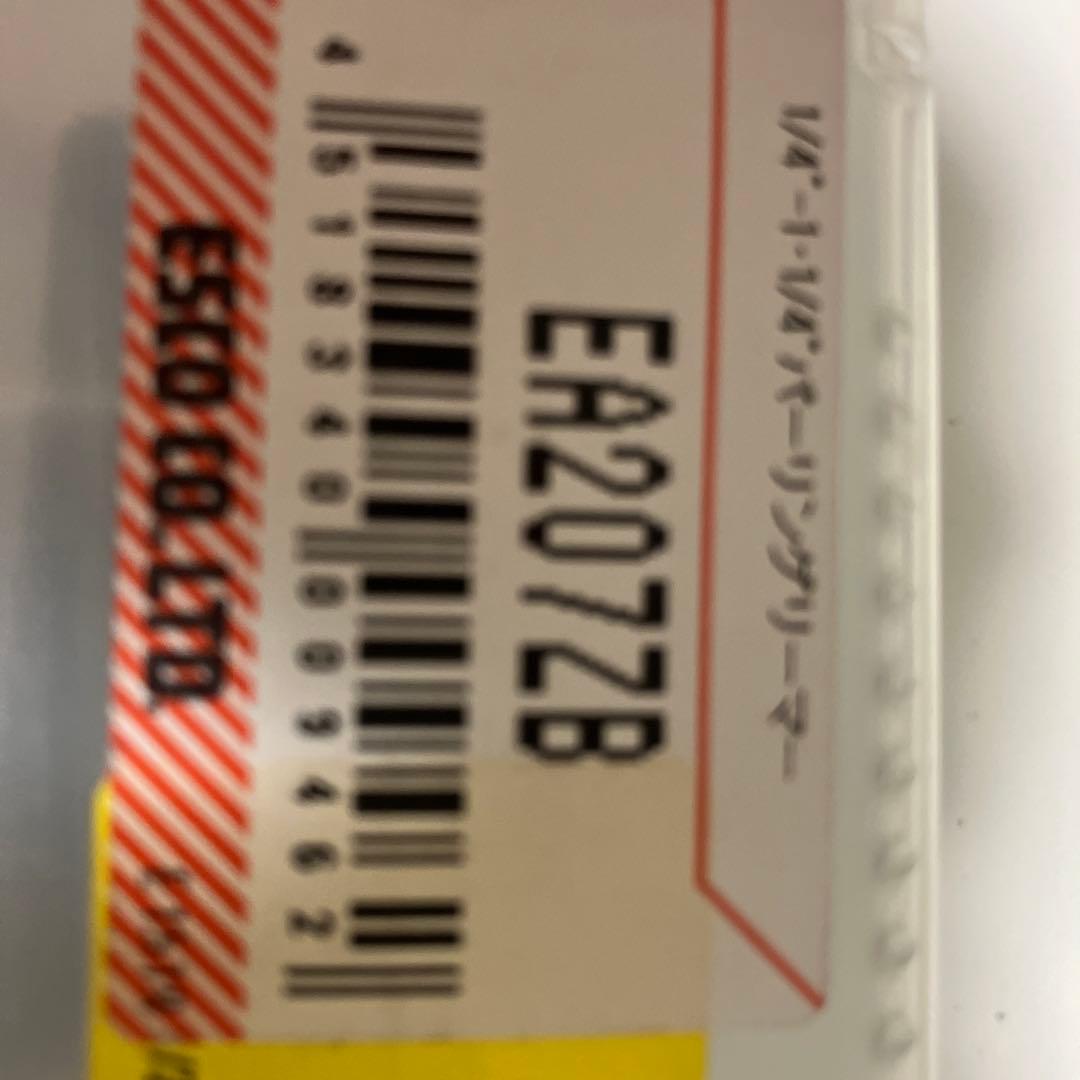 1/4"-1・1/4"バーリングリーマー
EA207ZB
4 518340 009462
ESCO CO.,LTD.